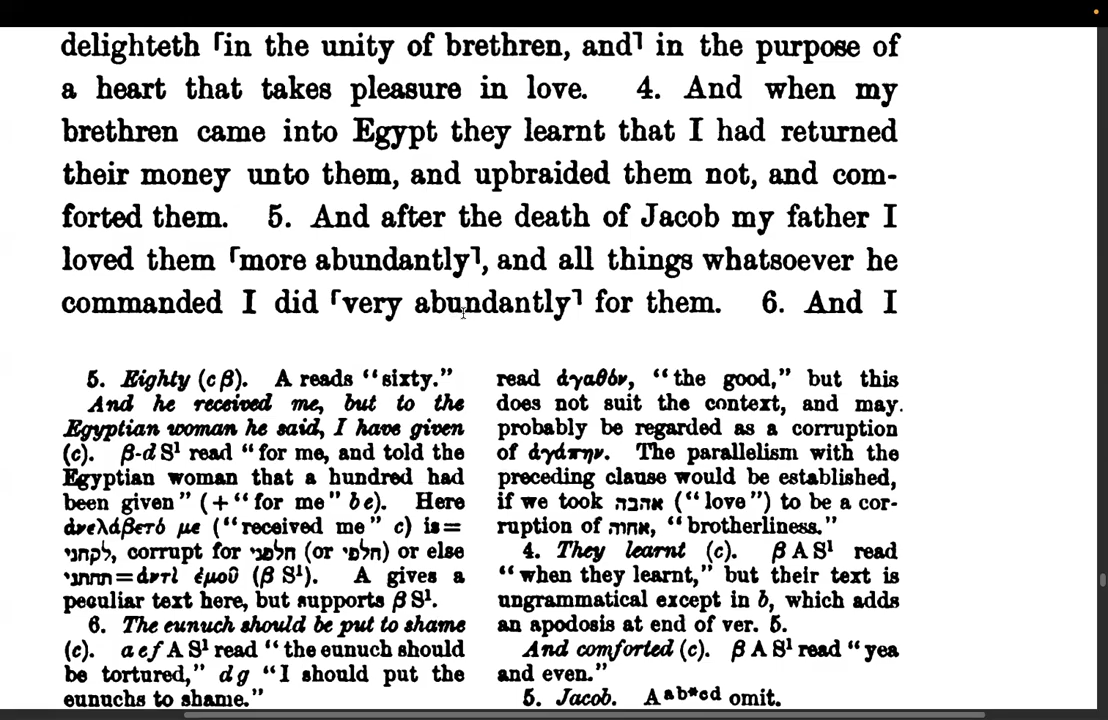 delighteth ⌜in the unity of brethren, and⌝ in the purpose of
a heart that takes pleasure in love. 4. And when my
brethren came into Egypt they learnt that I had returned
their money unto them, and upbraided them not, and com-
forted them. 5. And after the death of Jacob my father I
loved them ⌜more abundantly⌝, and all things whatsoever he
commanded I did ⌜very abundantly⌝ for them. 6. And I
5. Eighty (c β). A reads “sixty.”
And he received me, but to the
Egyptian woman he said, I have given
(c). β-d S¹ read “for me, and told the
Egyptian woman that a hundred had
been given” (+“for me” b e). Here
ἀνελάβετό με (“received me” c) is=
לקחני, corrupt for חלפני (or חלפי) or else
תחתני=ἀντὶ ἐμοῦ (β S¹). A gives a
peculiar text here, but supports β S¹.
6. The eunuch should be put to shame
(c). a e f A S¹ read “the eunuch should
be tortured,” d g “I should put the
eunuchs to shame.”
read ἀγαθόν, “the good,” but this
does not suit the context, and may
probably be regarded as a corruption
of ἀγάπην. The parallelism with the
preceding clause would be established,
if we took אהבה (“love”) to be a cor-
ruption of אחוה, “brotherliness.”
4. They learnt (c). β A S¹ read
“when they learnt,” but their text is
ungrammatical except in b, which adds
an apodosis at end of ver. 5.
And comforted (c). β A S¹ read “yea
and even.”
5. Jacob. A ab*cd omit.